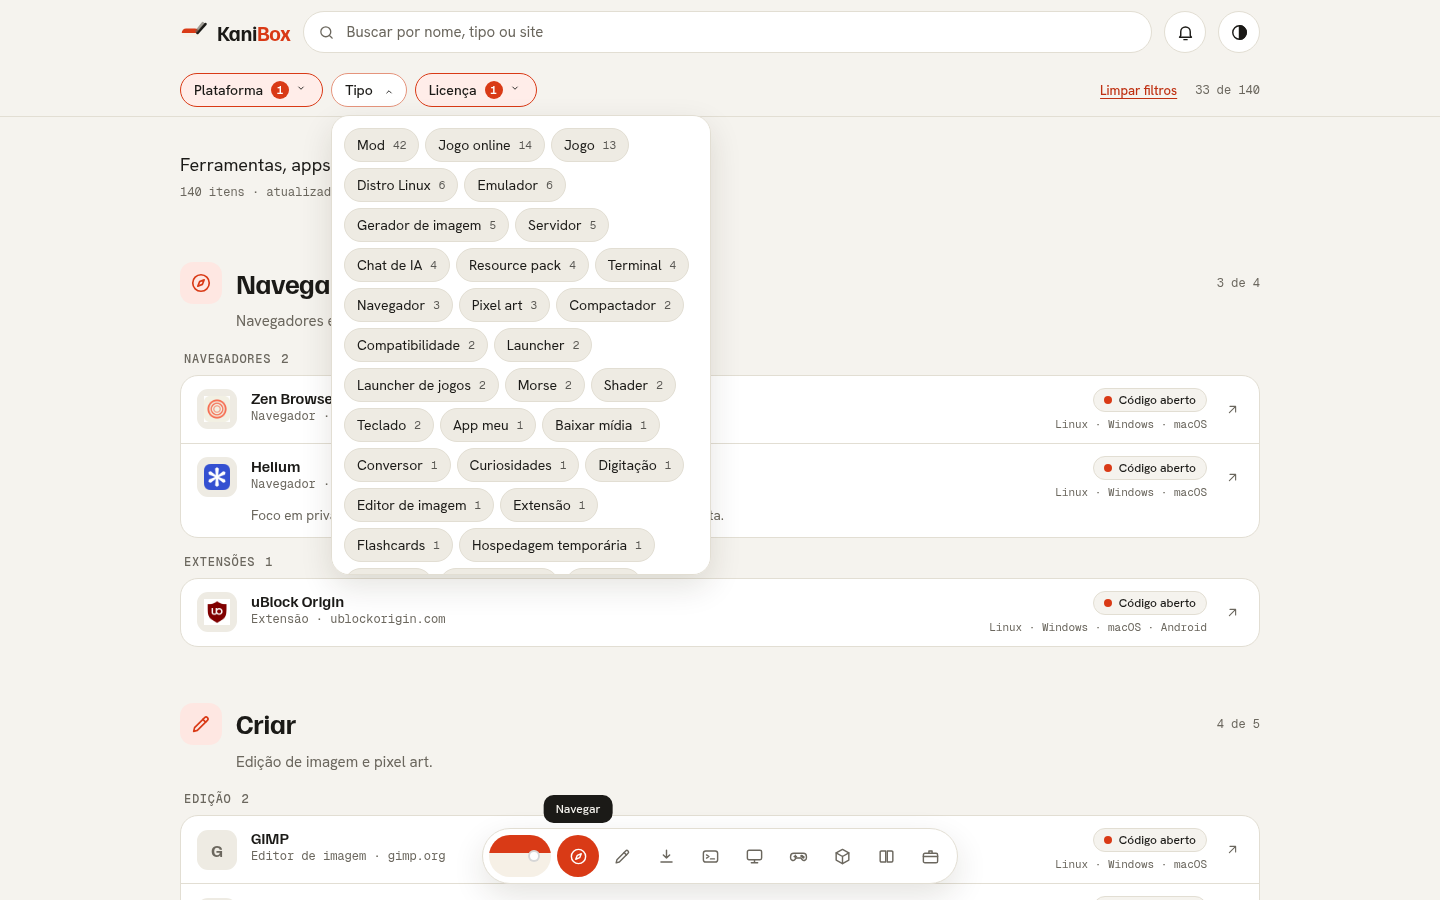 KaniBox
Buscar por nome, tipo ou site
Plataforma 1 Tipo Licença 1
Limpar filtros 33 de 140
Mod 42 Jogo online 14 Jogo 13
Ferramentas, apps
Distro Linux 6 Emulador 6
140 itens · atualizad
Gerador de imagem 5 Servidor 5
Chat de IA 4 Resource pack 4 Terminal 4
Navega
3 de 4
Navegador 3 Pixel art 3 Compactador 2
Navegadores e
Compatibilidade 2 Launcher 2
NAVEGADORES 2
Launcher de jogos 2 Morse 2 Shader 2
Zen Browse
Código aberto
Navegador ·
Teclado 2 App meu 1 Baixar mídia 1
Linux · Windows · macOS
Conversor 1 Curiosidades 1 Digitação 1
Helium
Código aberto
Navegador ·
Linux · Windows · macOS
Editor de imagem 1 Extensão 1
Foco em priv
ta.
Flashcards 1 Hospedagem temporária 1
EXTENSÕES 1
uBlock Origin
Código aberto
Extensão · ublockorigin.com
Linux · Windows · macOS · Android
Criar
4 de 5
Edição de imagem e pixel art.
EDIÇÃO 2
Navegar
G
GIMP
Código aberto
Editor de imagem · gimp.org
Linux · Windows · macOS